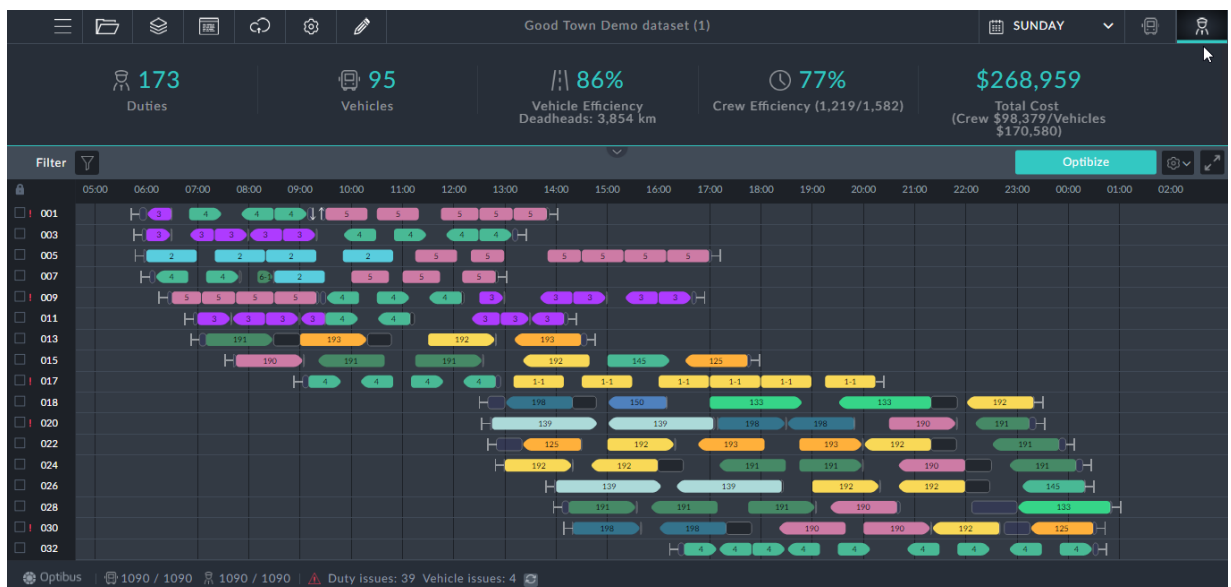 Good Town Demo dataset (1) SUNDAY
173 95 86% 77% $268,959
Duties Vehicles Vehicle Efficiency Crew Efficiency (1,219/1,582) Total Cost
Deadheads: 3,854 km (Crew $98,379/Vehicles
$170,580)
Filter Optibize
05:00 06:00 07:00 08:00 09:00 10:00 11:00 12:00 13:00 14:00 15:00 16:00 17:00 18:00 19:00 20:00 21:00 22:00 23:00 00:00 01:00 02:00
! 001 3 4 4 4 5 5 5 5 5
003 3 3 3 3 3 4 4 4 4
005 2 2 2 2 5 5 5 5 5 5
007 4 4 2 5 5 5
! 009 5 5 5 5 4 4 4 3 3 3 3 3
011 3 3 3 3 4 4 3 3 3
013 191 193 192 193
015 190 191 191 192 145 125
! 017 4 4 4 4 1-1 1-1 1-1 1-1 1-1 1-1
018 198 150 133 133 192
! 020 139 139 198 198 190 191
022 125 192 193 193 192 191
024 192 192 191 191 190 191
026 139 139 192 192 145
028 191 191 191 190 133
! 030 198 198 190 190 192 125
032 4 4 4 4 4 4 4 4 4
Optibus 1090 / 1090 1090 / 1090 Duty issues: 39 Vehicle issues: 4